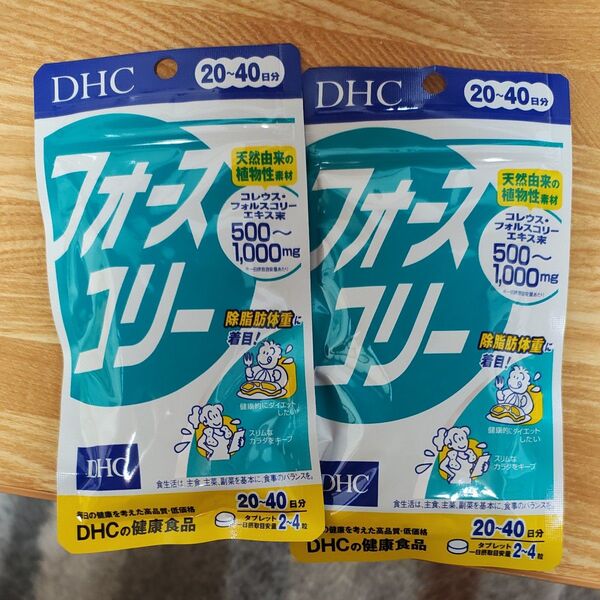 DHC
20~40日分
フォース
コリー
天然由来の
植物性素材
コレウス・
フォルスコリー
エキス末
500~
1,000mg
除脂肪体重に
着目!
健康的にダイエット
したい
スリムな
カラダをキープ
DHC
食生活は、主食、主菜、副菜を基本に、食事のバランスを。
日の健康を考えた高品質・低価格
DHCの健康食品
20~40日分
タブレット
一日摂取目安量 2~4粒
DHC
20~40日分
フォース
コリー
天然由来の
植物性素材
コレウス・
フォルスコリー
エキス末
500~
1,000mg
除脂肪体重に
着目!
健康的にダイエット
したい
スリムな
カラダをキープ
食生活は、主食、主菜、副菜を基本に、食事のバランスを。
の健康を考えた高品質・低価格
DHCの健康食品
20~40日分
タブレット
一日摂取目安量 2~4粒